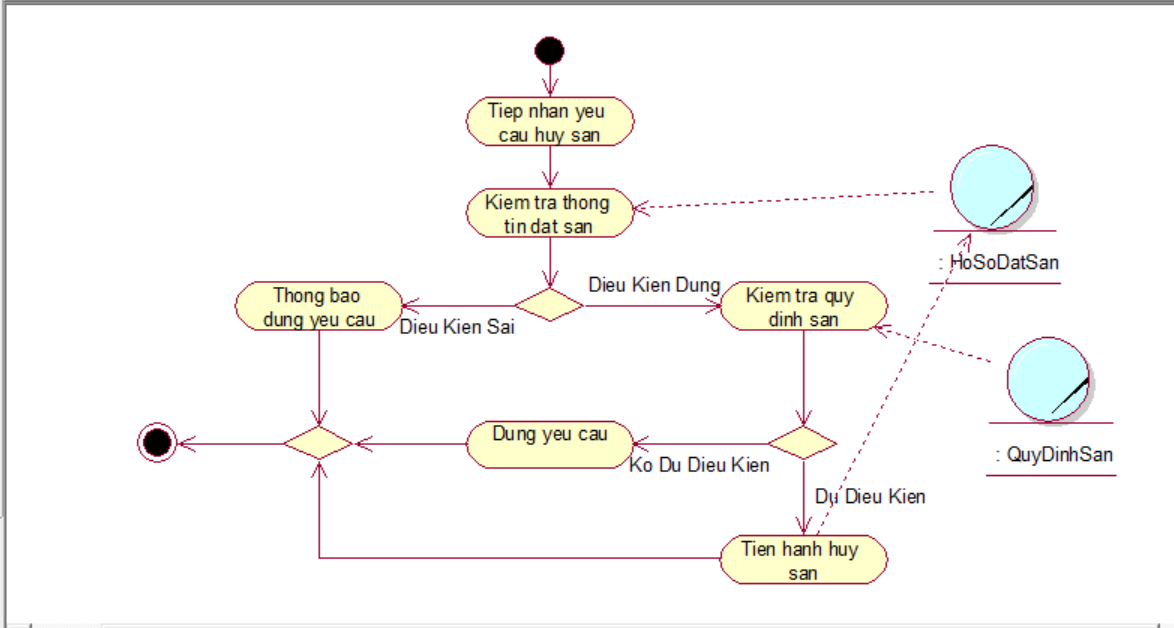 Tiep nhan yeu
cau huy san
Kiem tra thong
tin dat san
: HoSoDatSan
Dieu Kien Dung
Thong bao
dung yeu cau
Kiem tra quy
dinh san
Dieu Kien Sai
Dung yeu cau
Ko Du Dieu Kien
: QuyDinhSan
Du Dieu Kien
Tien hanh huy
san